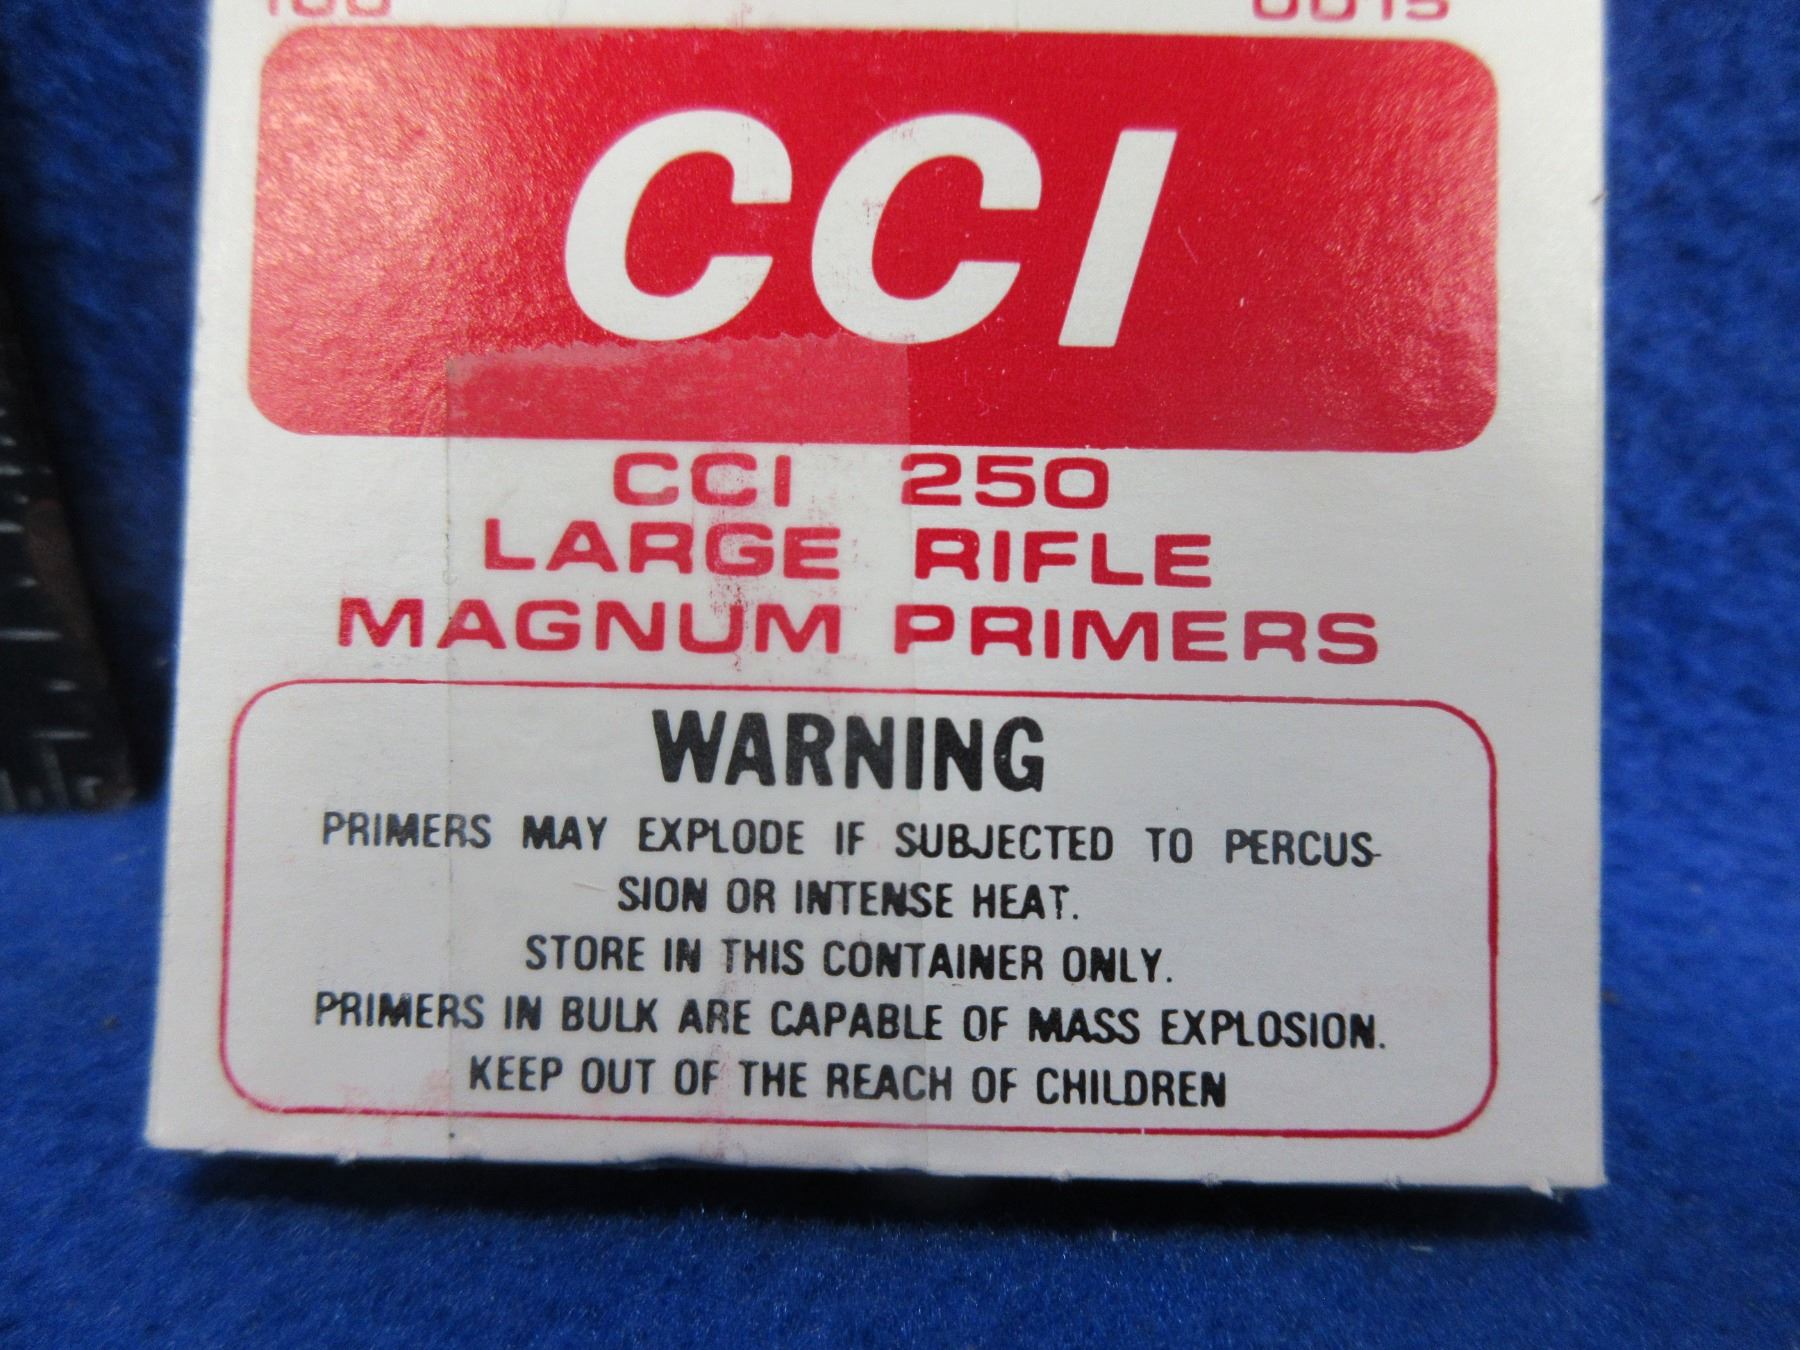 100
0015
CCI
CCI 250
LARGE RIFLE
MAGNUM PRIMERS
WARNING
PRIMERS MAY EXPLODE IF SUBJECTED TO PERCUS-
SION OR INTENSE HEAT.
STORE IN THIS CONTAINER ONLY.
PRIMERS IN BULK ARE CAPABLE OF MASS EXPLOSION.
KEEP OUT OF THE REACH OF CHILDREN